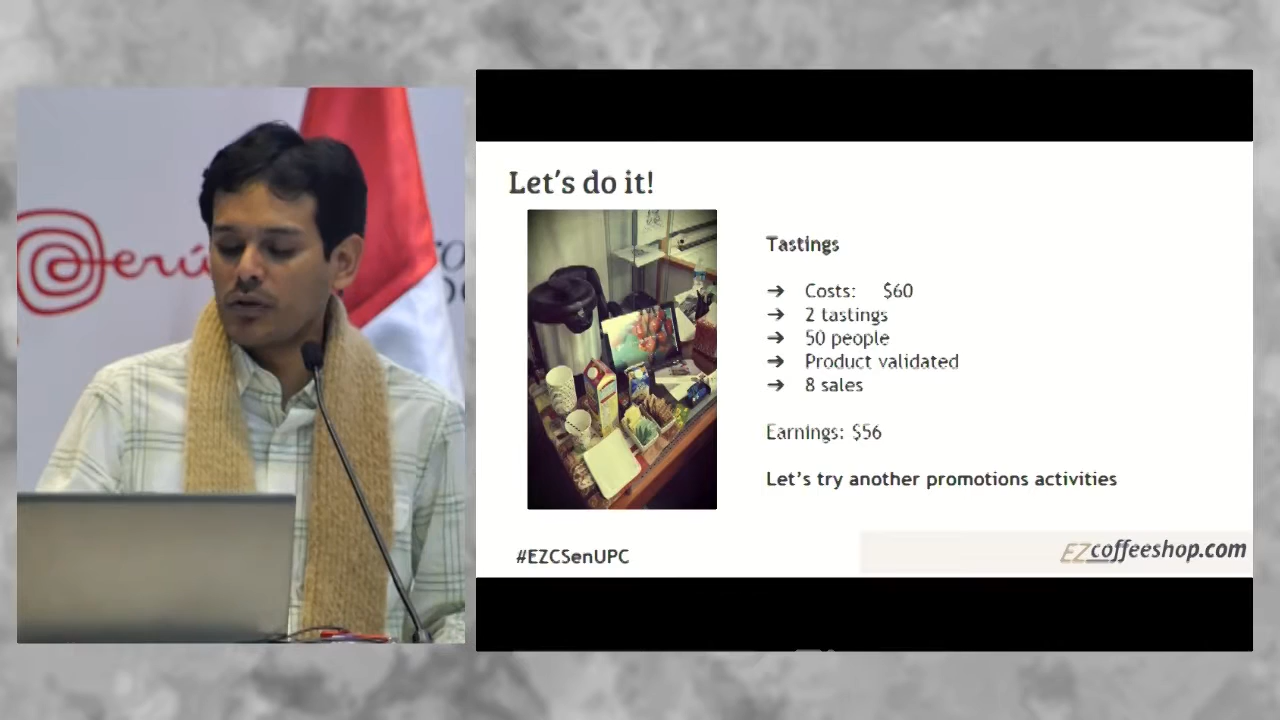 Perú
Let's do it!
Tastings
➔ Costs: $60
➔ 2 tastings
➔ 50 people
➔ Product validated
➔ 8 sales
Earnings: $56
Let's try another promotions activities
#EZCSenUPC
EZcoffeeshop.com